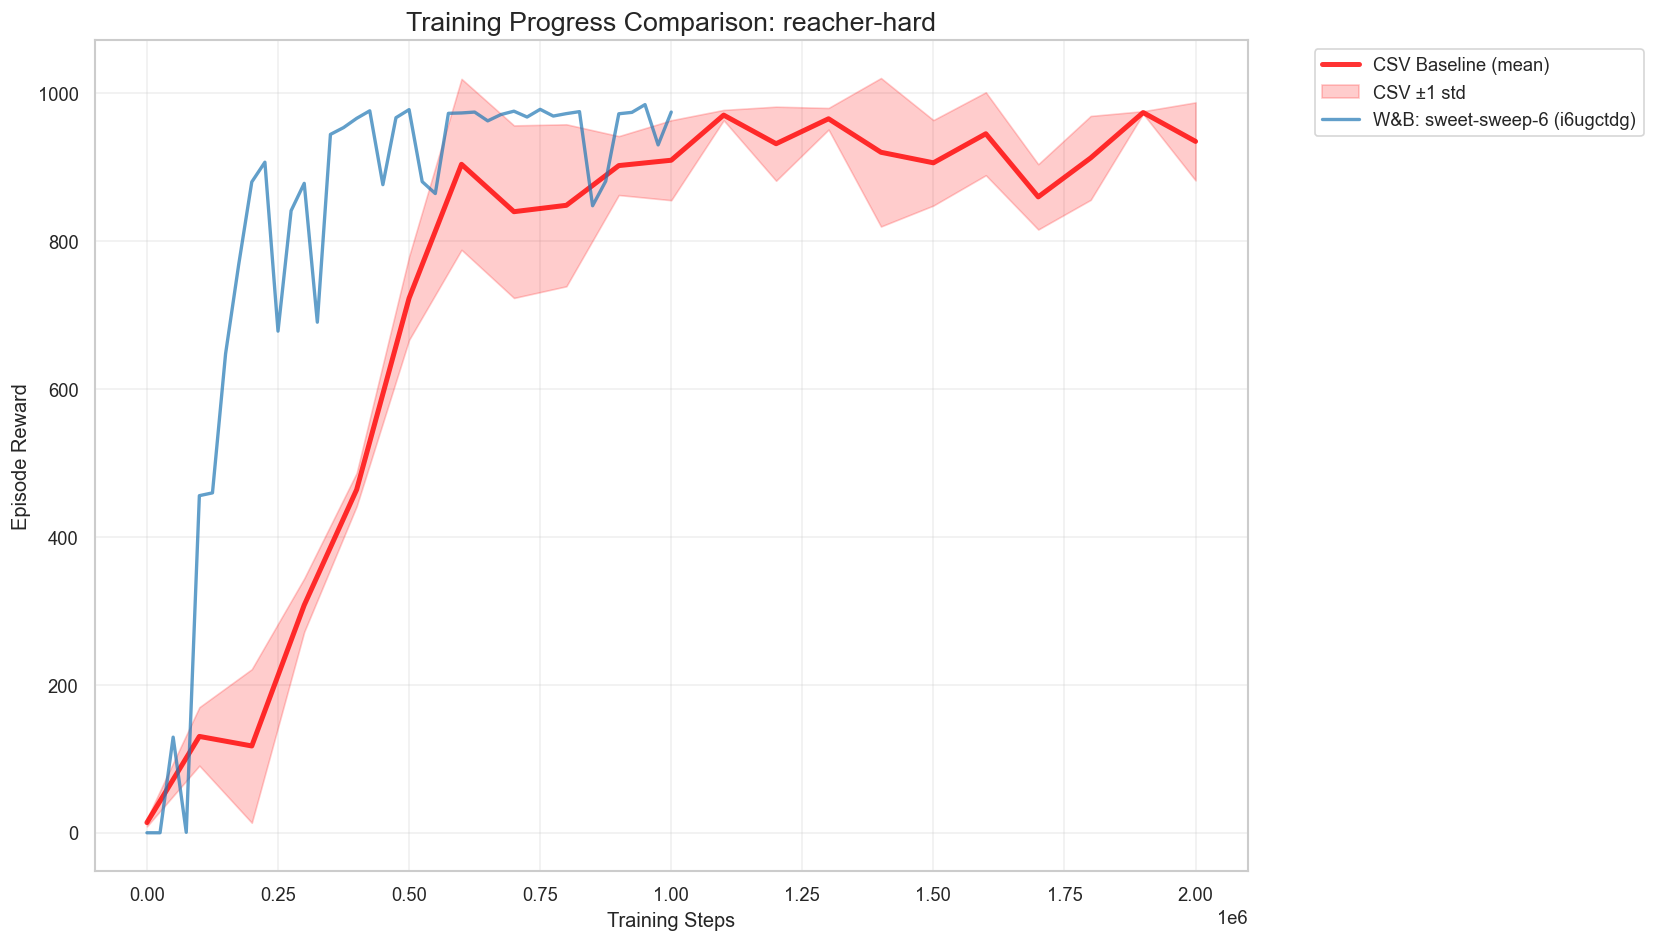 Training Progress Comparison: reacher-hard
CSV Baseline (mean)
CSV ±1 std
W&B: sweet-sweep-6 (i6ugctdg)
Episode Reward
1000
800
600
400
200
0
0.00 0.25 0.50 0.75 1.00 1.25 1.50 1.75 2.00
1e6
Training Steps